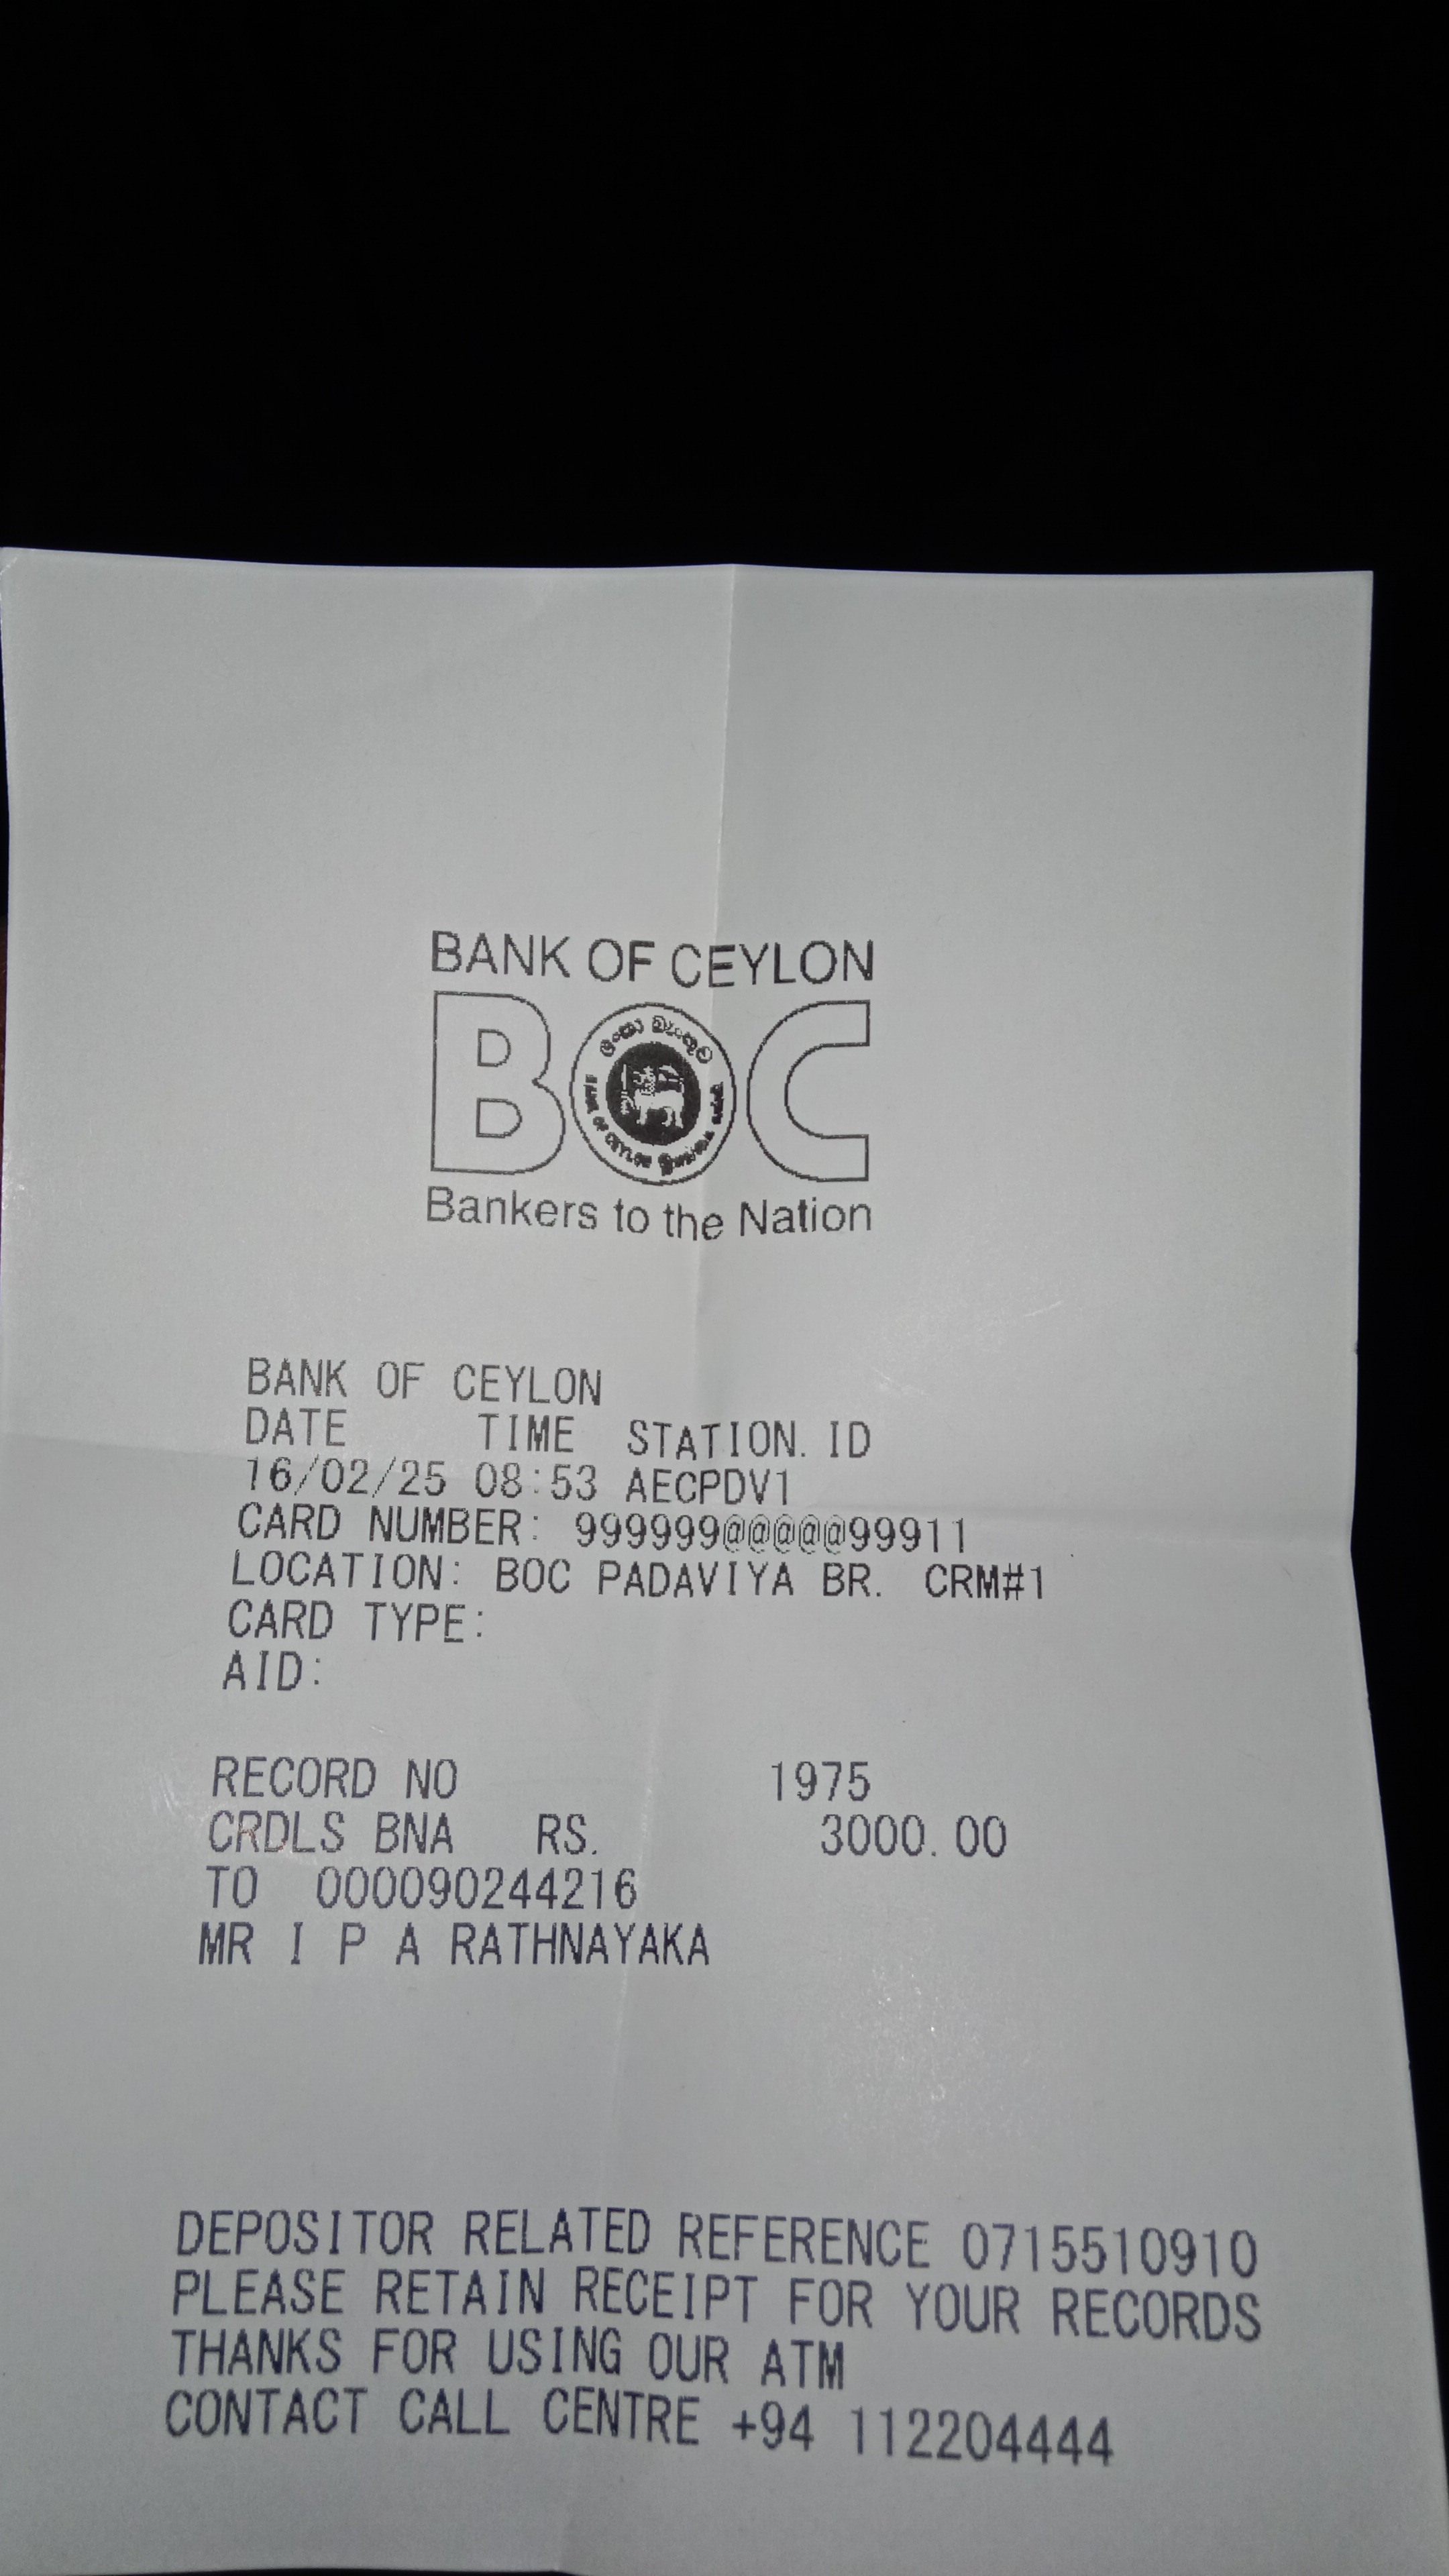 BANK OF CEYLON
BOC
ලංකා බැංකුව
BANK OF CEYLON
Bankers to the Nation
BANK OF CEYLON
DATE TIME STATION. ID
16/02/25 08:53 AECPDV1
CARD NUMBER: 999999@@@@@99911
LOCATION: BOC PADAVIYA BR. CRM#1
CARD TYPE:
AID:
RECORD NO 1975
CRDLS BNA RS. 3000.00
TO 000090244216
MR I P A RATHNAYAKA
DEPOSITOR RELATED REFERENCE 0715510910
PLEASE RETAIN RECEIPT FOR YOUR RECORDS
THANKS FOR USING OUR ATM
CONTACT CALL CENTRE +94 112204444